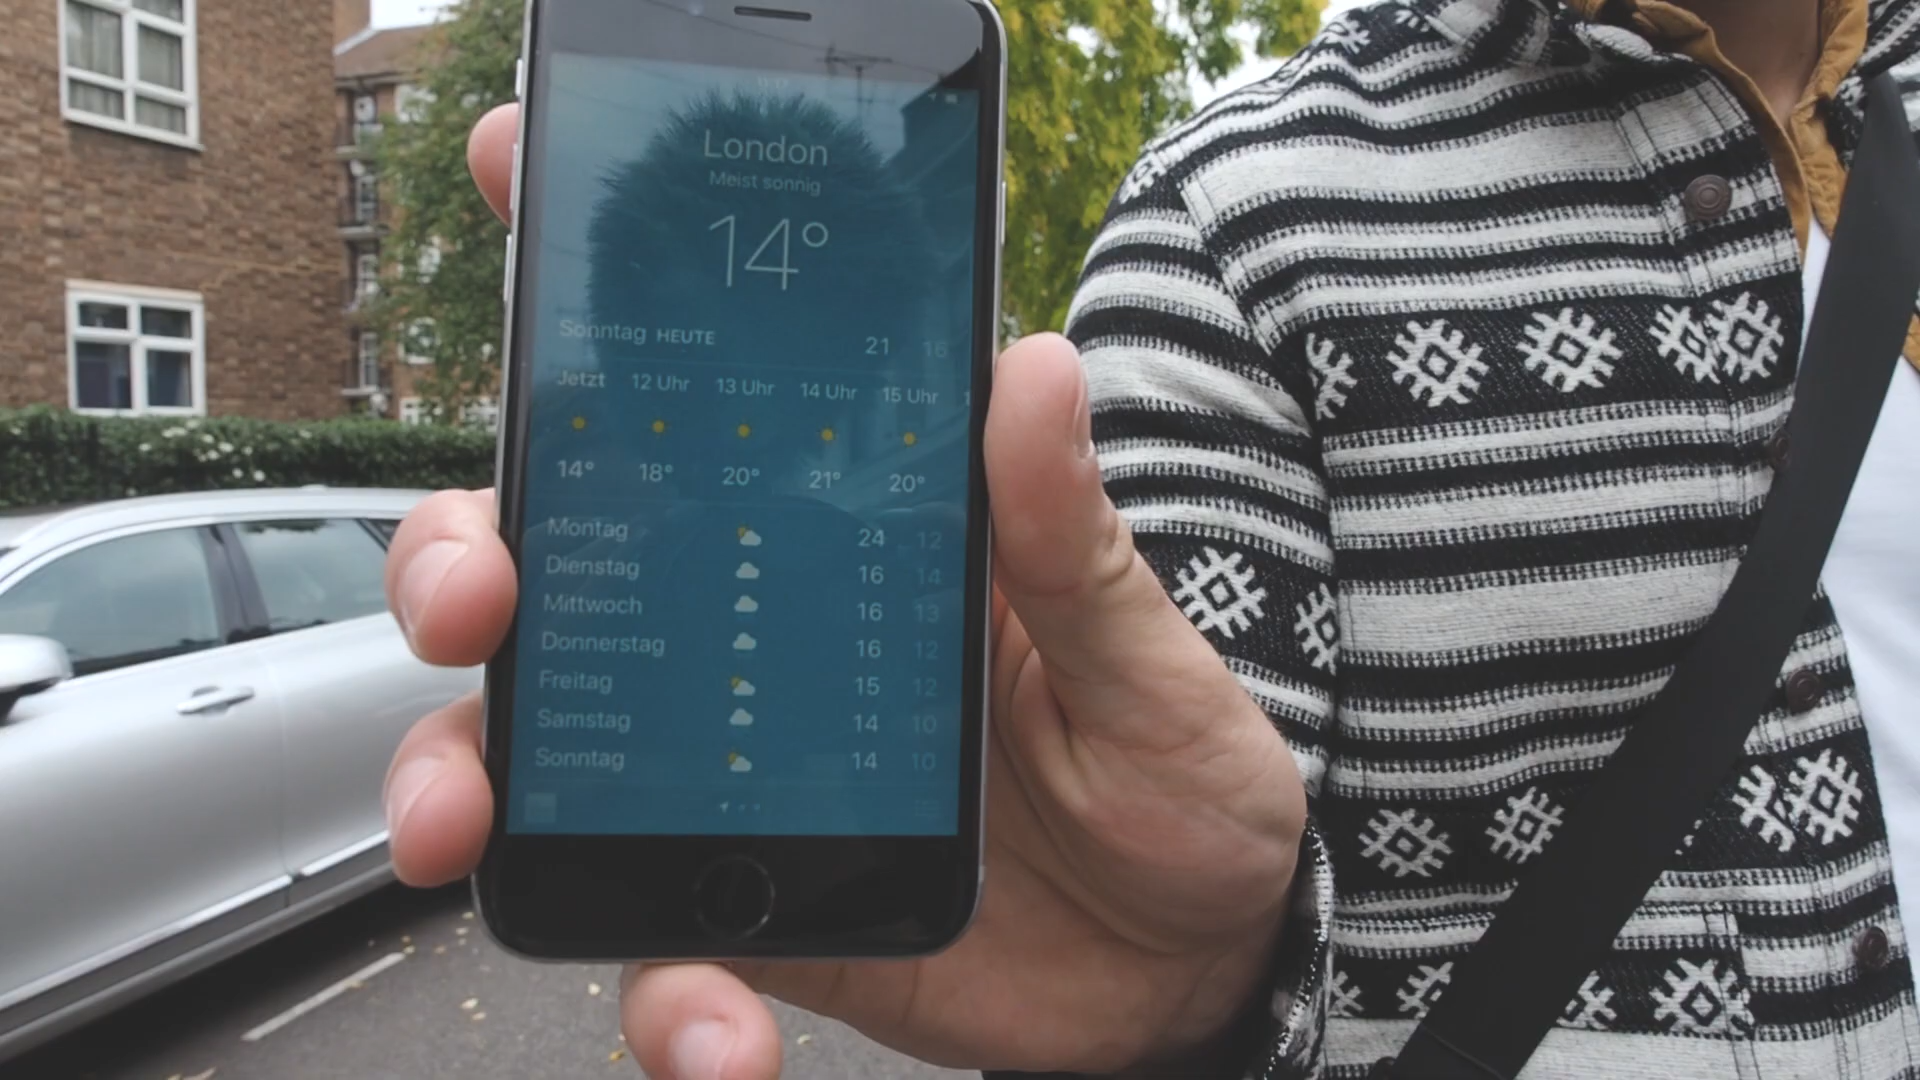 London
Meist sonnig
14°
Sonntag HEUTE 21 16
Jetzt 12 Uhr 13 Uhr 14 Uhr 15 Uhr
14° 18° 20° 21° 20°
Montag 24 12
Dienstag 16 14
Mittwoch 16 13
Donnerstag 16 12
Freitag 15 12
Samstag 14 10
Sonntag 14 10